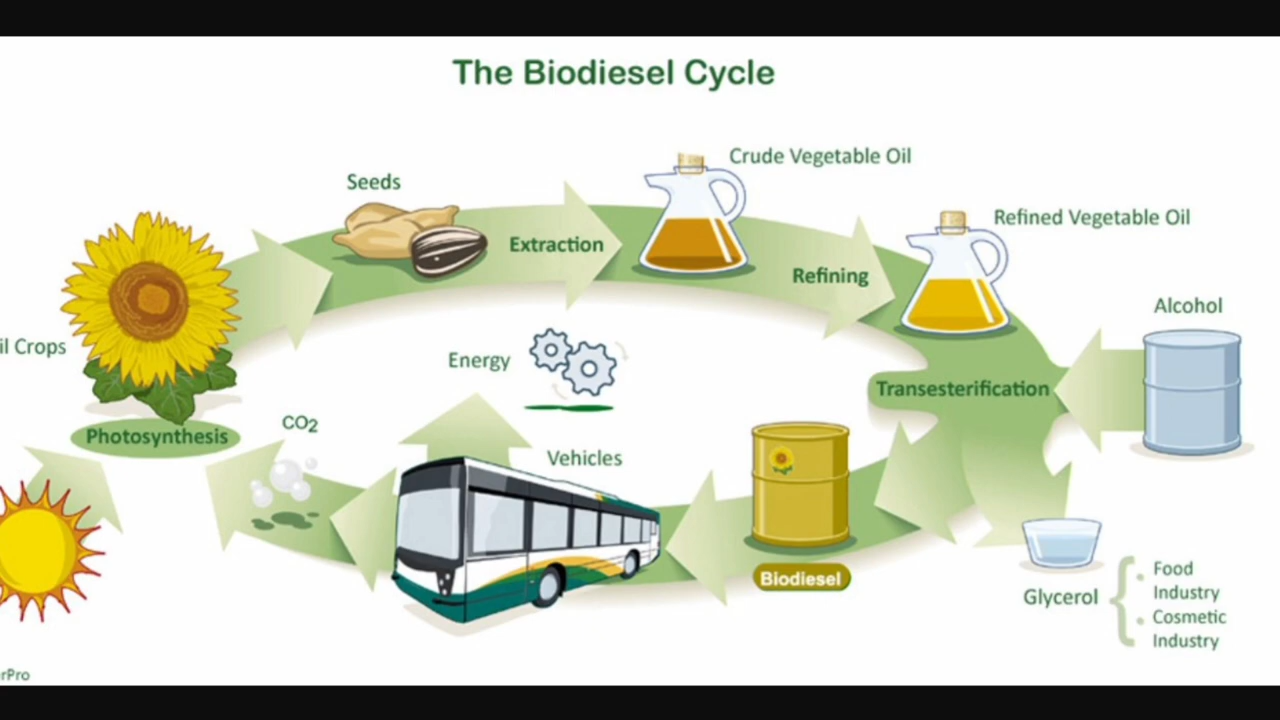 The Biodiesel Cycle
Crude Vegetable Oil
Seeds
Refined Vegetable Oil
Extraction
Refining
Alcohol
Crops
Energy
Transesterification
CO2
Photosynthesis
Vehicles
Biodiesel
Glycerol
Food
Industry
Cosmetic
Industry